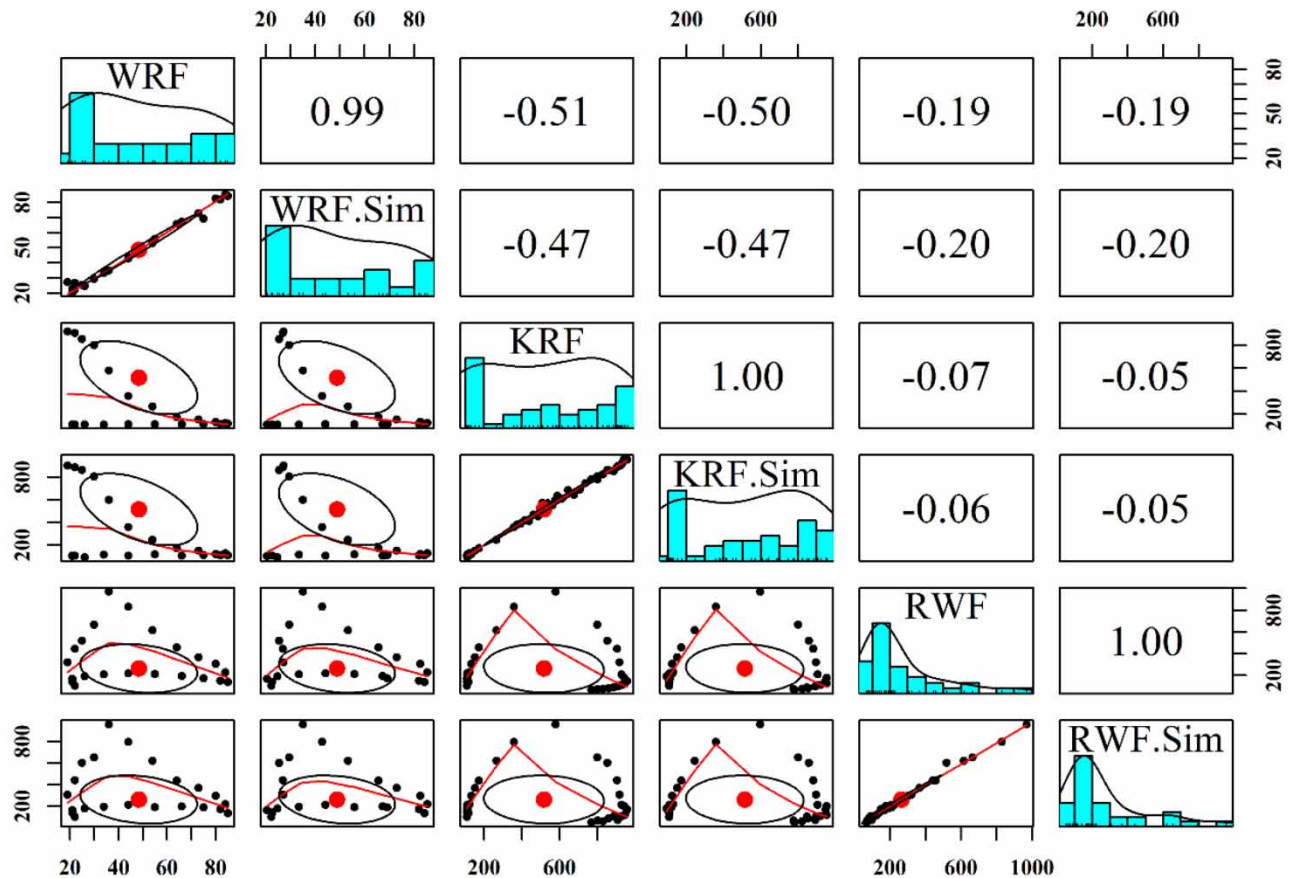 20 40 60 80 200 600 200 600
WRF 0.99 -0.51 -0.50 -0.19 -0.19 20 50 80
20 50 80 WRF.Sim -0.47 -0.47 -0.20 -0.20
KRF 1.00 -0.07 -0.05 200 800
200 800 KRF.Sim -0.06 -0.05
RWF 1.00 200 800
200 800 RWF.Sim
20 40 60 80 200 600 200 600 1000